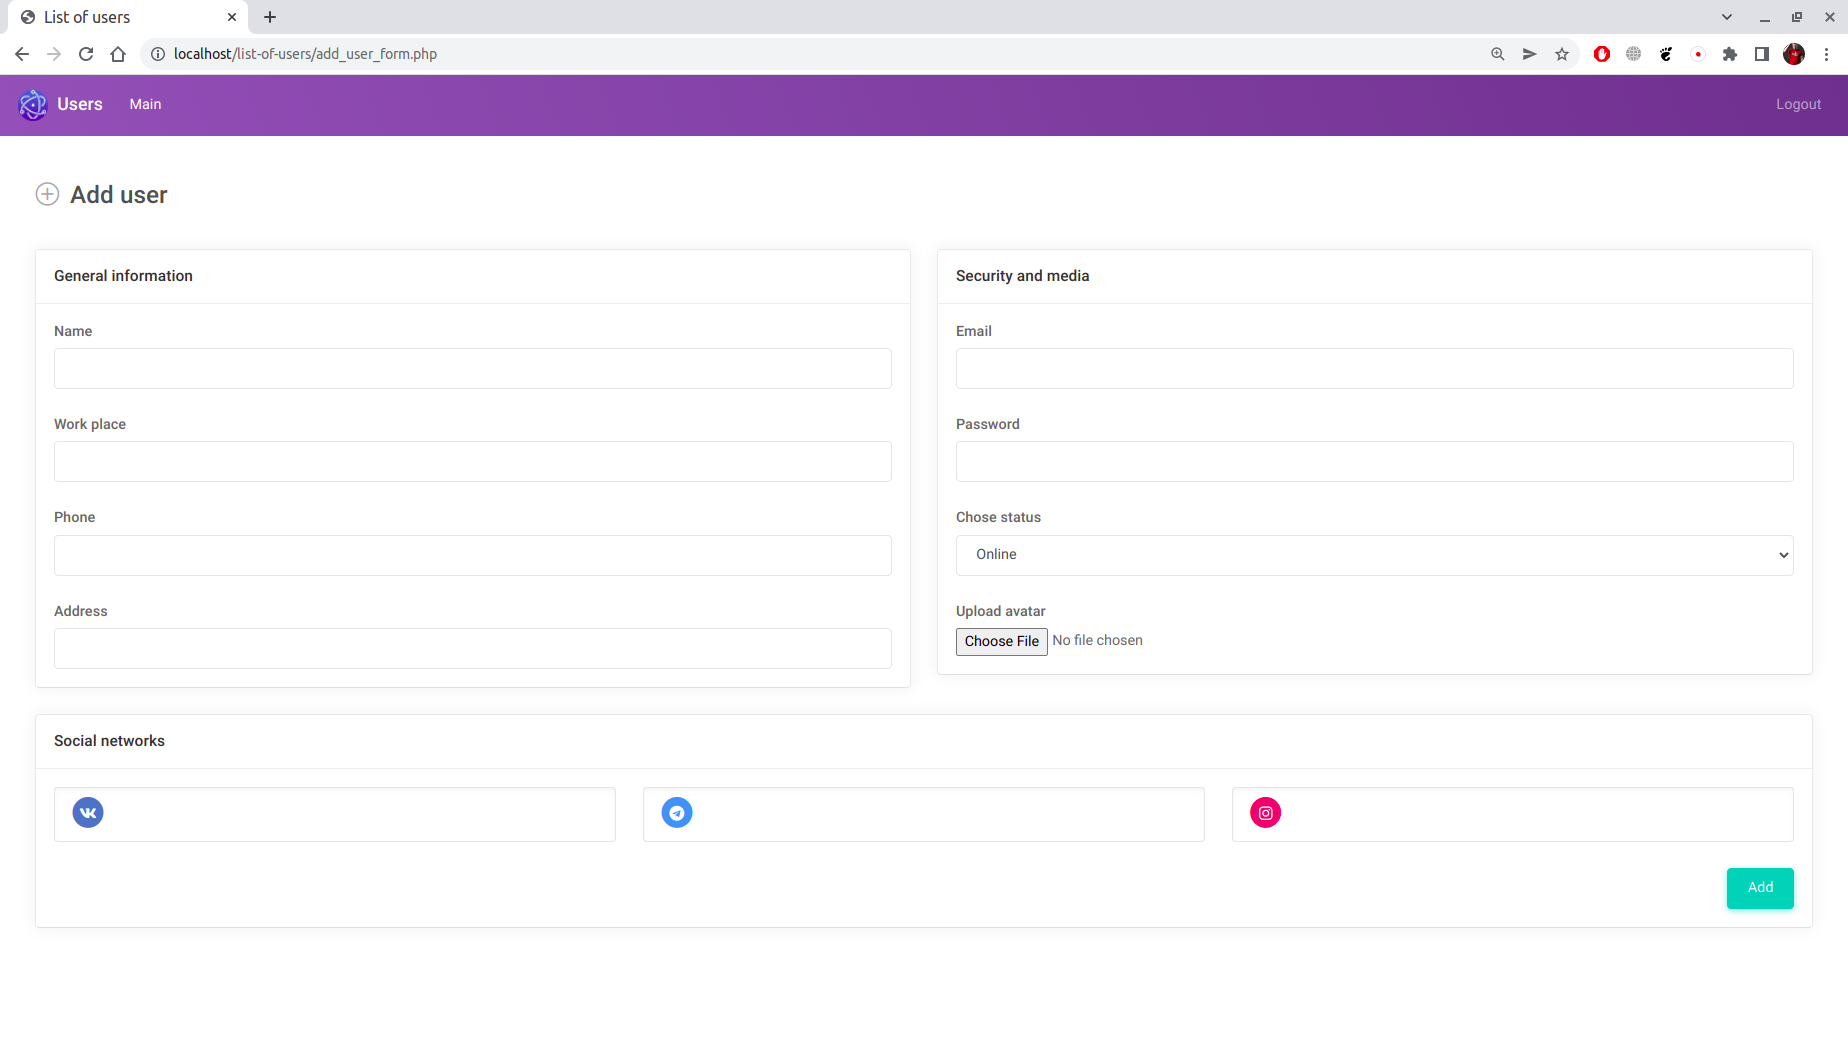 List of users
localhost/list-of-users/add_user_form.php
Users Main Logout
Add user
General information
Name
Work place
Phone
Address
Security and media
Email
Password
Chose status
Online
Upload avatar
Choose File No file chosen
Social networks
Add